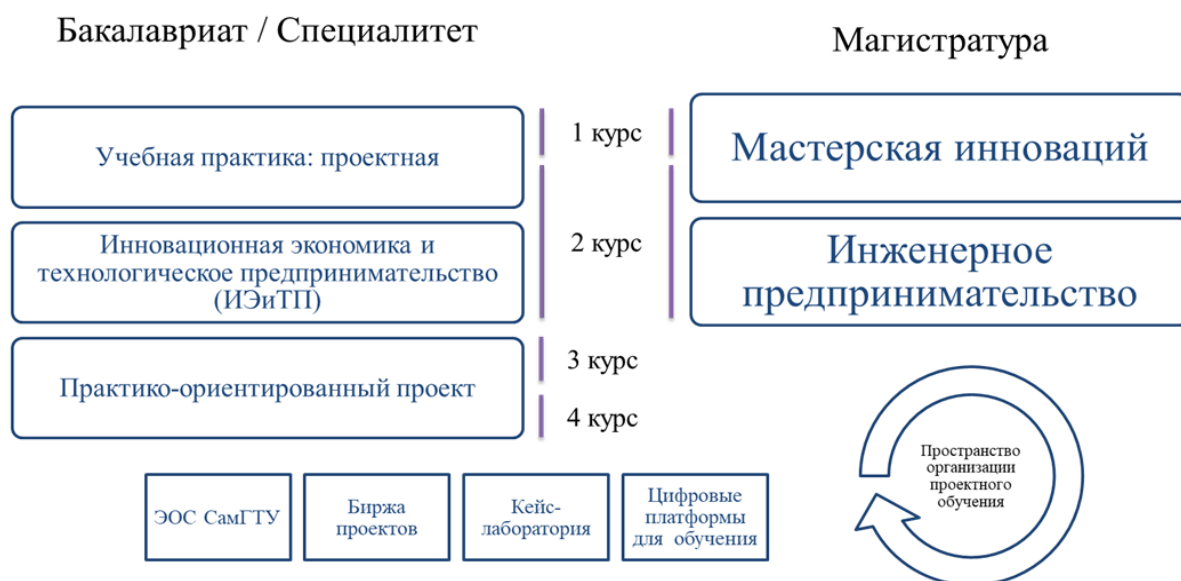 Бакалавриат / Специалитет
Магистратура
Учебная практика: проектная
Инновационная экономика и
технологическое предпринимательство
(ИЭиТП)
Практико-ориентированный проект
1 курс
2 курс
3 курс
4 курс
Мастерская инноваций
Инженерное
предпринимательство
ЭОС СамГТУ
Биржа
проектов
Кейс-
лаборатория
Цифровые
платформы
для обучения
Пространство
организации
проектного
обучения